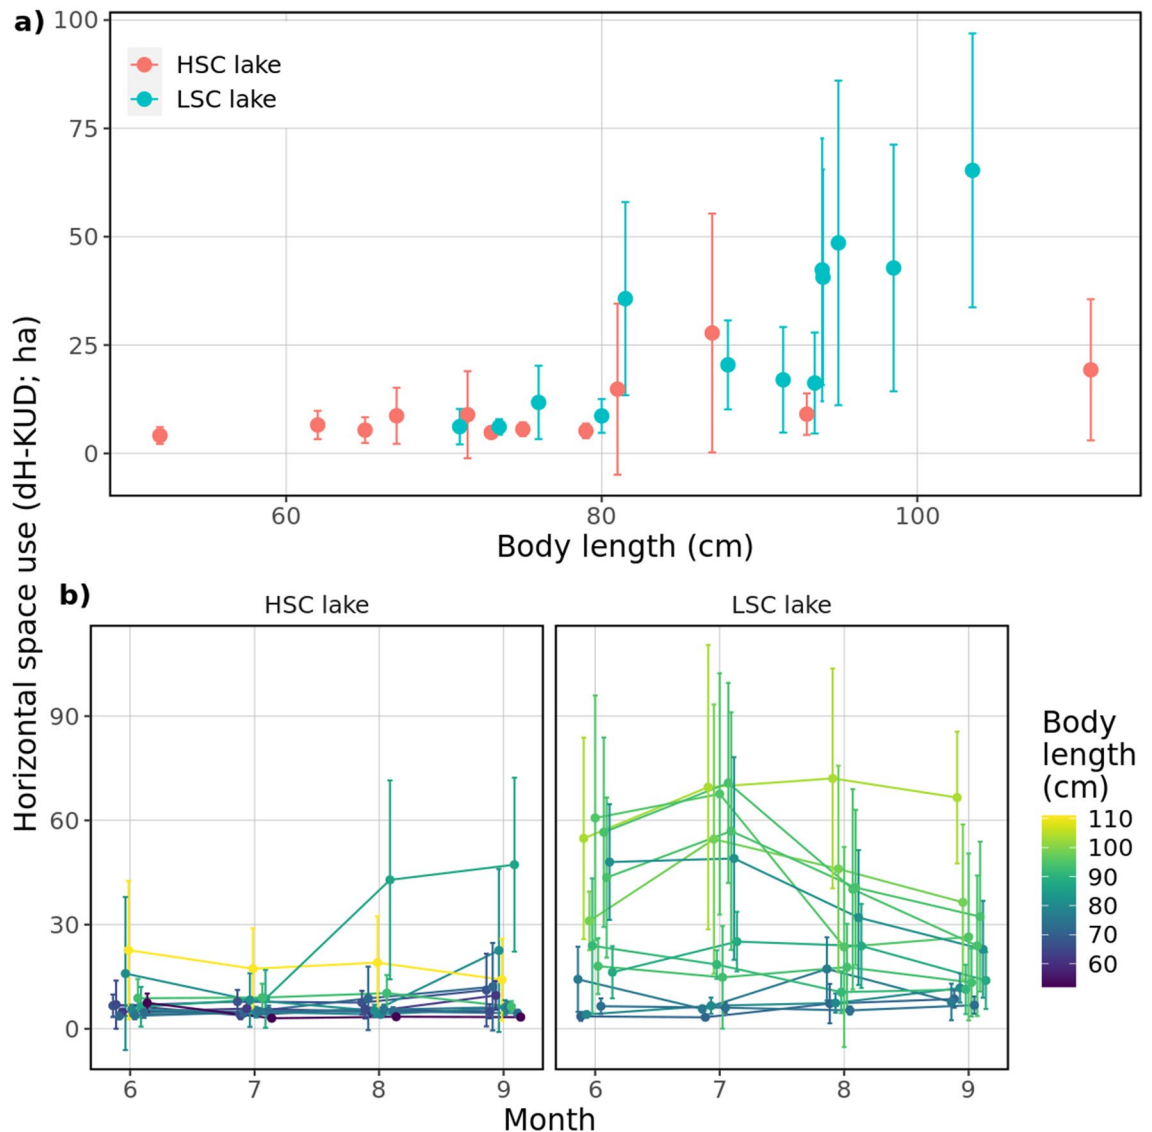 a)
100
75
50
25
0
HSC lake
LSC lake
60 80 100
Body length (cm)
Horizontal space use (dH-KUD; ha)
b)
HSC lake LSC lake
90
60
30
0
6 7 8 9 6 7 8 9
Month
Body
length
(cm)
110
100
90
80
70
60